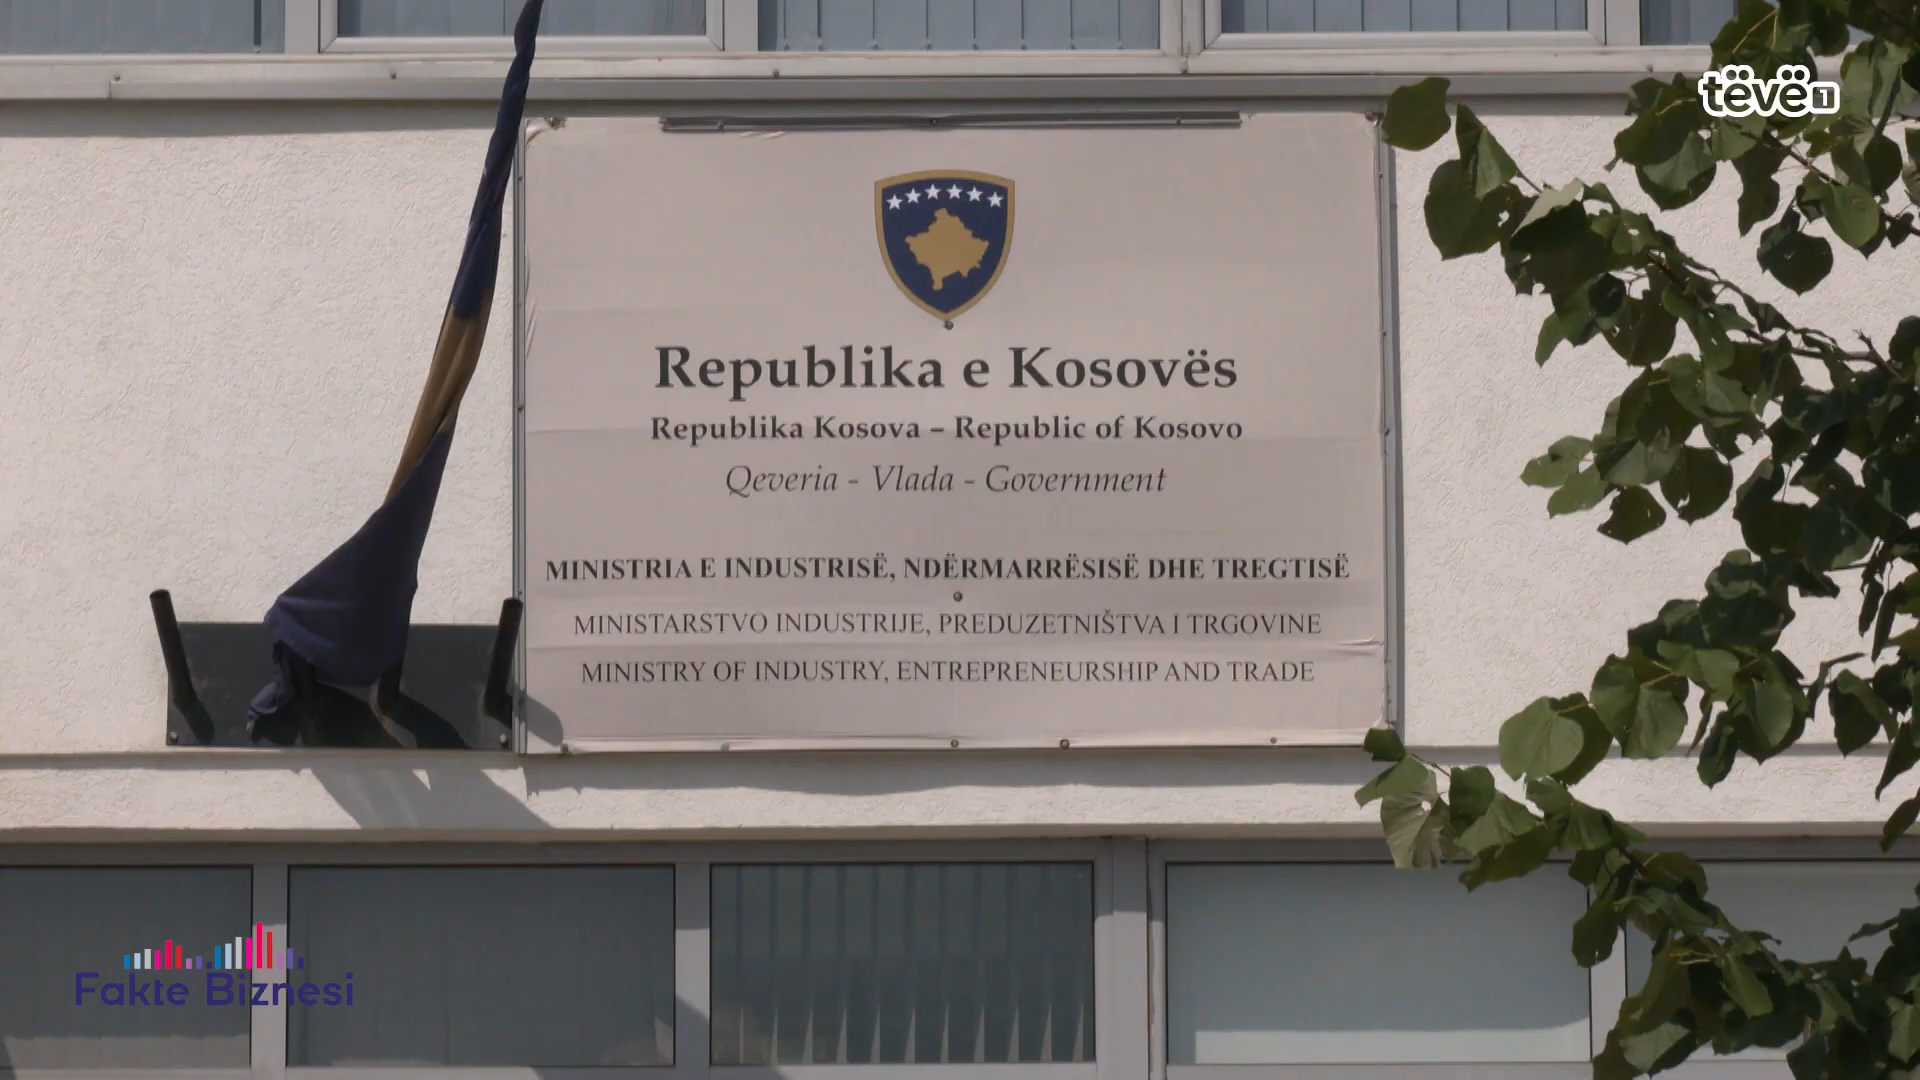 tëvë1
Republika e Kosovës
Republika Kosova – Republic of Kosovo
Qeveria - Vlada - Government
MINISTRIA E INDUSTRISË, NDËRMARRËSISË DHE TREGTISË
MINISTARSTVO INDUSTRIJE, PREDUZETNIŠTVA I TRGOVINE
MINISTRY OF INDUSTRY, ENTREPRENEURSHIP AND TRADE
Fakte Biznesi